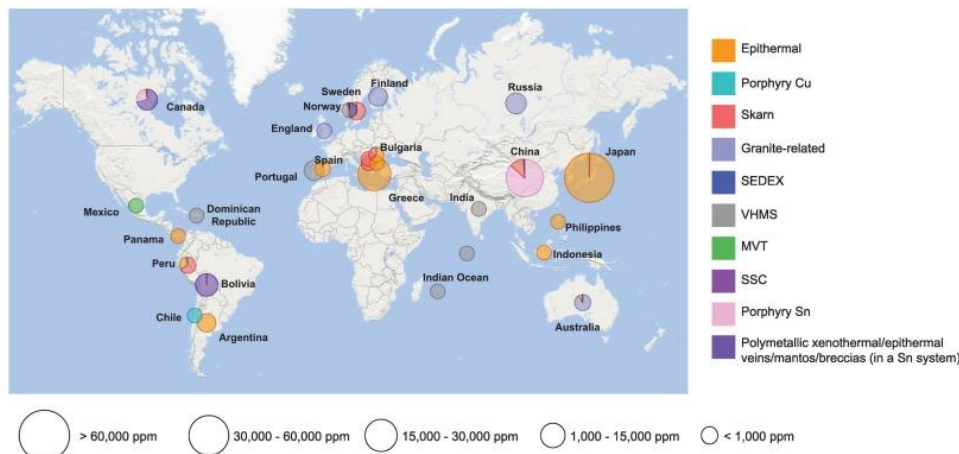 Finland
Sweden
Norway
Russia
Canada
England
Bulgaria
Spain
China
Japan
Portugal
Greece
India
Mexico
Dominican
Republic
Philippines
Panama
Peru
Indonesia
Bolivia
Indian Ocean
Chile
Australia
Argentina
Epithermal
Porphyry Cu
Skarn
Granite-related
SEDEX
VHMS
MVT
SSC
Porphyry Sn
Polymetallic xenothermal/epithermal
veins/mantos/breccias (in a Sn system)
> 60,000 ppm
30,000 - 60,000 ppm
15,000 - 30,000 ppm
1,000 - 15,000 ppm
< 1,000 ppm